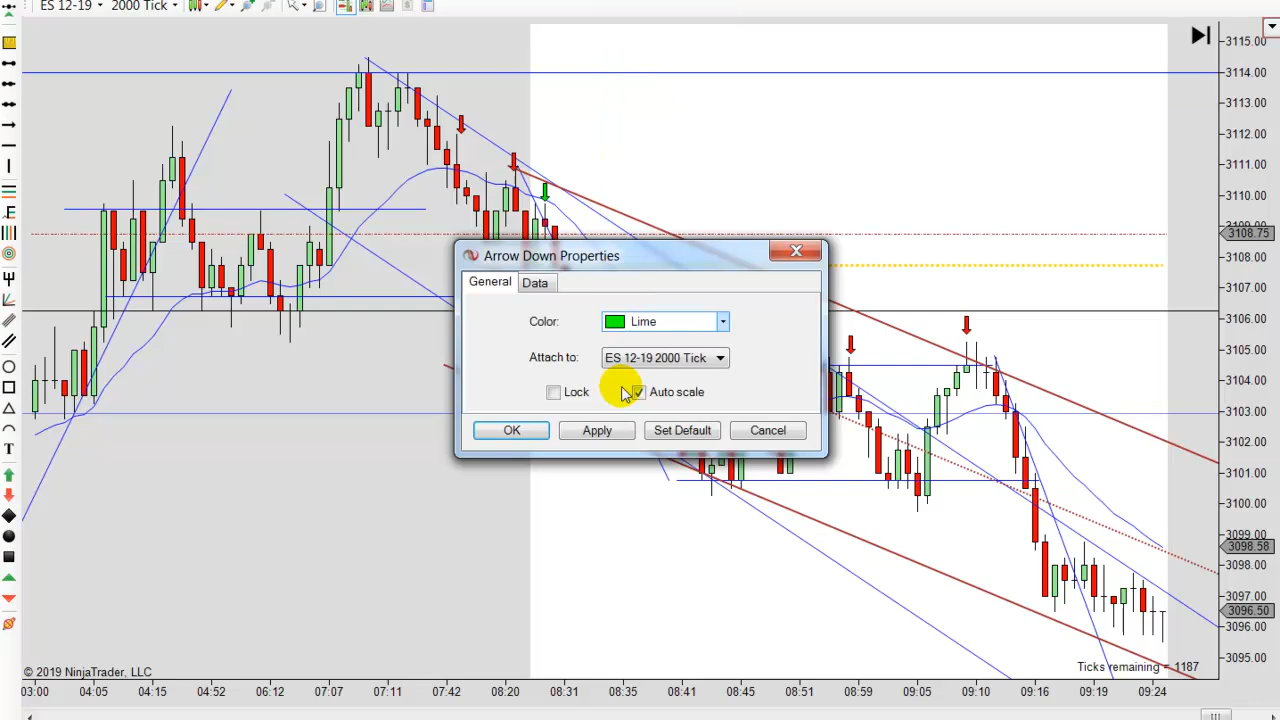 ES 12-19 2000 Tick
3115.00
3114.00
3113.00
3112.00
3111.00
3110.00
3108.75
3108.00
3107.00
3106.00
3105.00
3104.00
3103.00
3102.00
3101.00
3100.00
3099.00
3098.58
3098.00
3097.00
3096.50
3096.00
3095.00
Arrow Down Properties
General Data
Color: Lime
Attach to: ES 12-19 2000 Tick
Lock Auto scale
OK Apply Set Default Cancel
E
T
© 2019 NinjaTrader, LLC
Ticks remaining = 1187
03:00 04:05 04:15 04:52 06:12 07:07 07:11 07:42 08:20 08:31 08:35 08:41 08:45 08:51 08:59 09:05 09:10 09:16 09:19 09:24